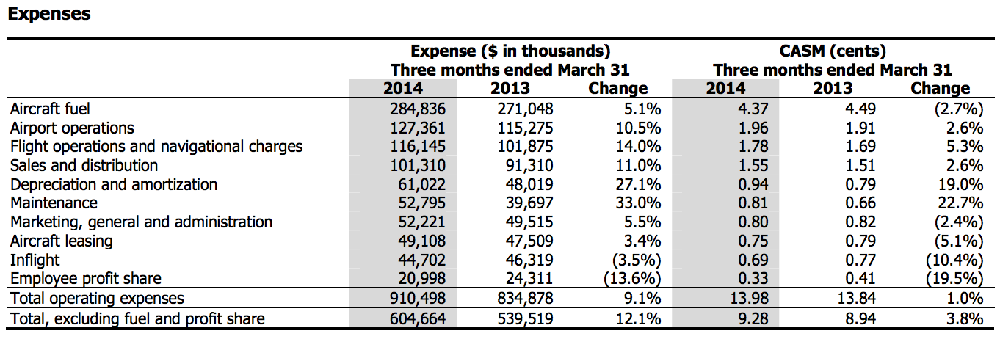 Expenses
Expense ($ in thousands) CASM (cents)
Three months ended March 31 Three months ended March 31
2014 2013 Change 2014 2013 Change
Aircraft fuel 284,836 271,048 5.1% 4.37 4.49 (2.7%)
Airport operations 127,361 115,275 10.5% 1.96 1.91 2.6%
Flight operations and navigational charges 116,145 101,875 14.0% 1.78 1.69 5.3%
Sales and distribution 101,310 91,310 11.0% 1.55 1.51 2.6%
Depreciation and amortization 61,022 48,019 27.1% 0.94 0.79 19.0%
Maintenance 52,795 39,697 33.0% 0.81 0.66 22.7%
Marketing, general and administration 52,221 49,515 5.5% 0.80 0.82 (2.4%)
Aircraft leasing 49,108 47,509 3.4% 0.75 0.79 (5.1%)
Inflight 44,702 46,319 (3.5%) 0.69 0.77 (10.4%)
Employee profit share 20,998 24,311 (13.6%) 0.33 0.41 (19.5%)
Total operating expenses 910,498 834,878 9.1% 13.98 13.84 1.0%
Total, excluding fuel and profit share 604,664 539,519 12.1% 9.28 8.94 3.8%